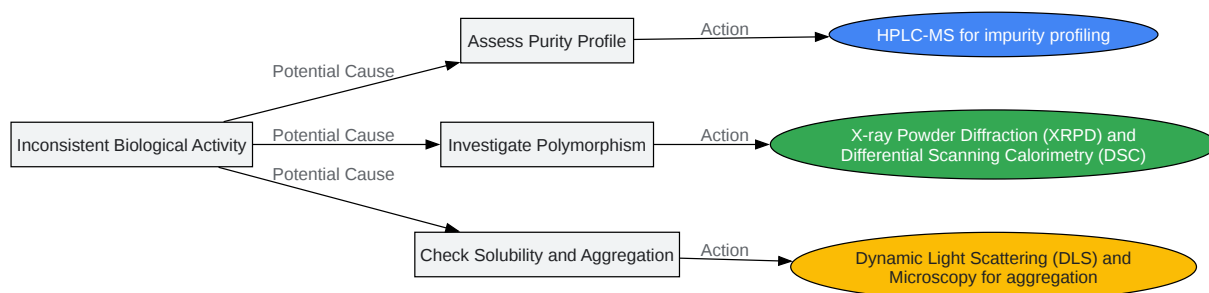 Assess Purity Profile
Action
HPLC-MS for impurity profiling
Potential Cause
Inconsistent Biological Activity
Potential Cause
Investigate Polymorphism
Action
X-ray Powder Diffraction (XRPD) and
Differential Scanning Calorimetry (DSC)
Potential Cause
Check Solubility and Aggregation
Action
Dynamic Light Scattering (DLS) and
Microscopy for aggregation